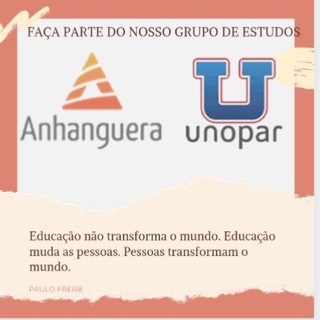 FAÇA PARTE DO NOSSO GRUPO DE ESTUDOS
Anhanguera
unopar
Educação não transforma o mundo. Educação
muda as pessoas. Pessoas transformam o
mundo.
PAULO FREIRE